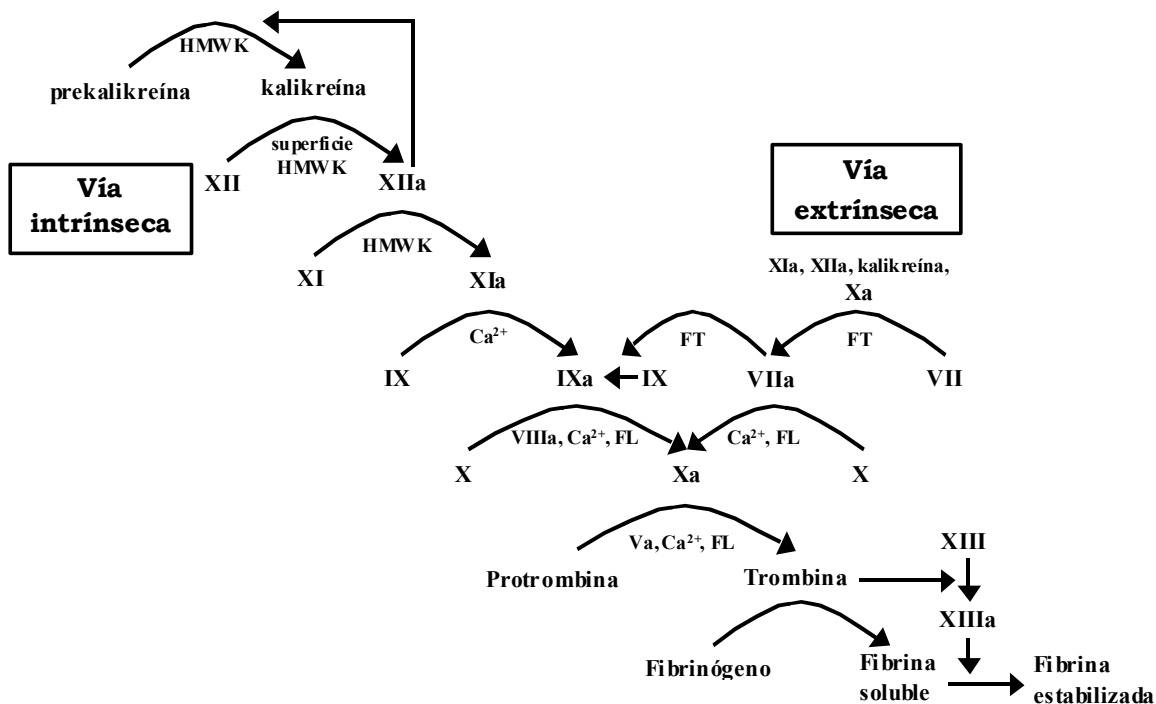 HMWK
prekalikreína
kalikreína
superficie
HMWK
Vía
intrínseca
XII
XIIa
Vía
extrínseca
HMWK
XI
XIa
XIa, XIIa, kalikreína,
Xa
Ca²⁺
FT
FT
IX
IXa
IX
VIIa
VII
VIIIa, Ca²⁺, FL
Ca²⁺, FL
X
Xa
X
Va, Ca²⁺, FL
XIII
Protrombina
Trombina
XIIIa
Fibrinógeno
Fibrina
soluble
Fibrina
estabilizada